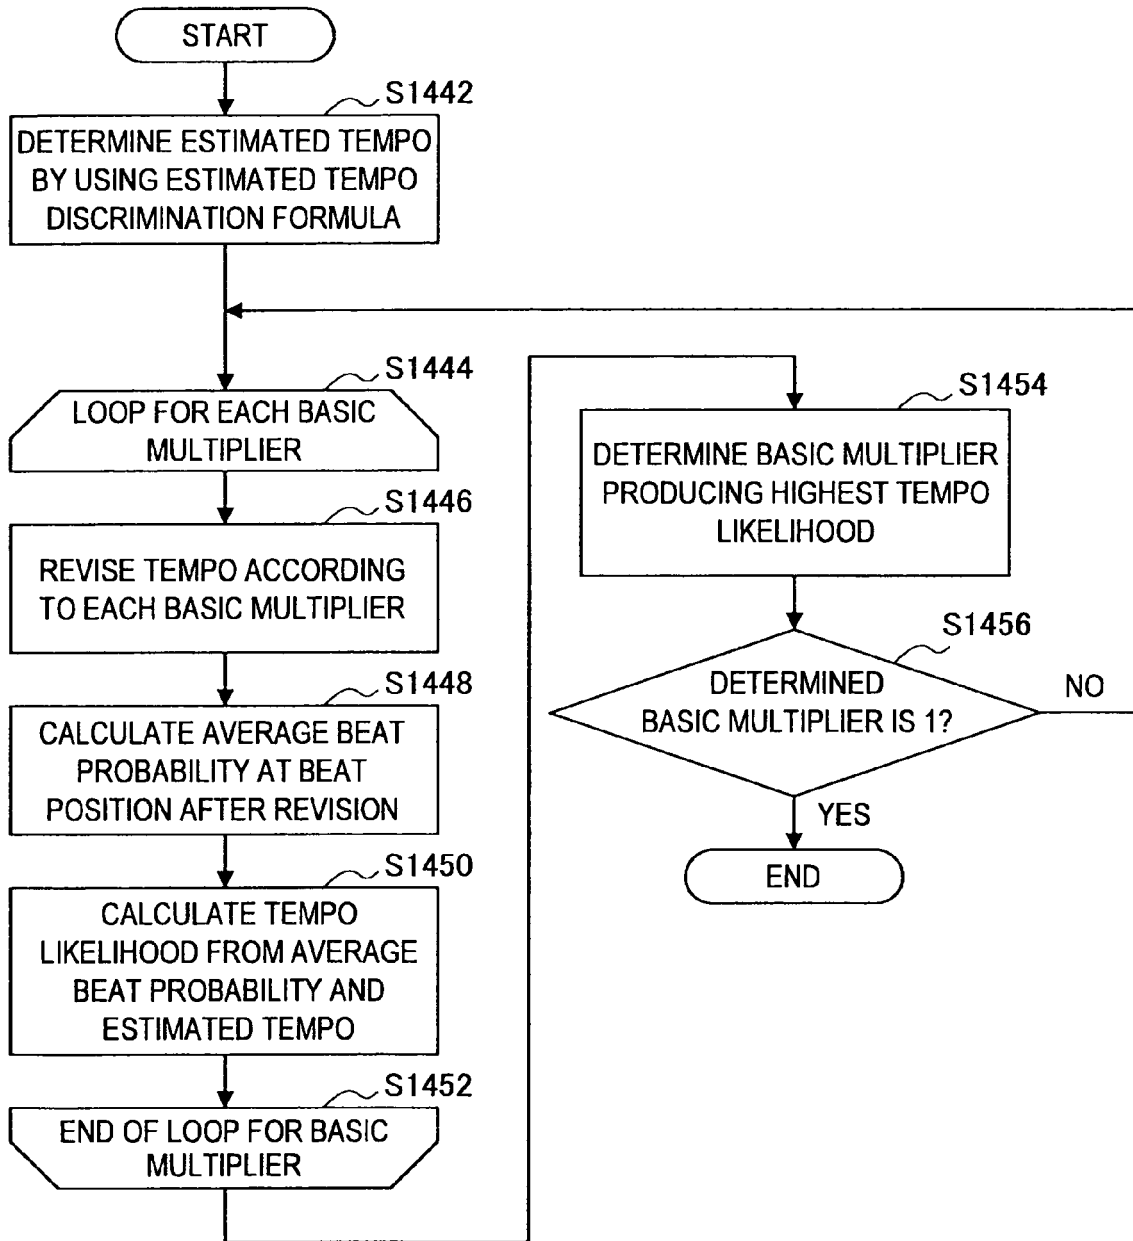 START
S1442
DETERMINE ESTIMATED TEMPO
BY USING ESTIMATED TEMPO
DISCRIMINATION FORMULA
S1444
LOOP FOR EACH BASIC
MULTIPLIER
S1446
REVISE TEMPO ACCORDING
TO EACH BASIC MULTIPLIER
S1448
CALCULATE AVERAGE BEAT
PROBABILITY AT BEAT
POSITION AFTER REVISION
S1450
CALCULATE TEMPO
LIKELIHOOD FROM AVERAGE
BEAT PROBABILITY AND
ESTIMATED TEMPO
S1452
END OF LOOP FOR BASIC
MULTIPLIER
S1454
DETERMINE BASIC MULTIPLIER
PRODUCING HIGHEST TEMPO
LIKELIHOOD
S1456
DETERMINED
BASIC MULTIPLIER IS 1?
NO
YES
END